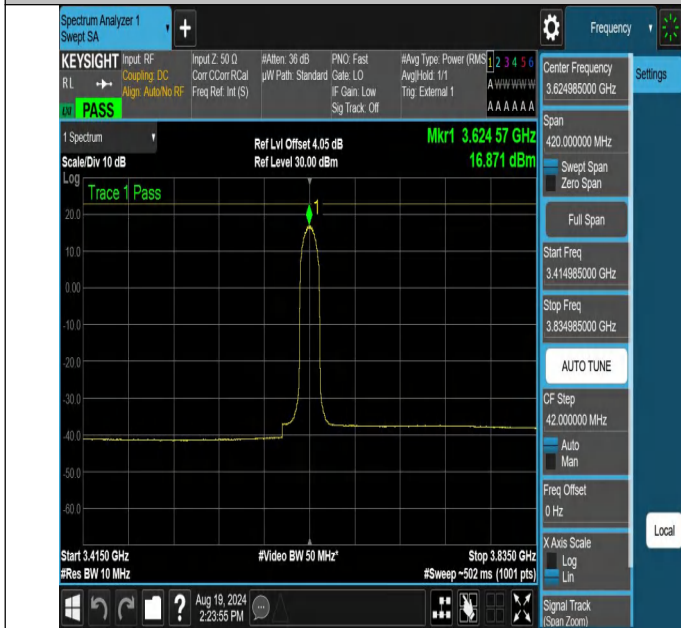 Spectrum Analyzer 1
Swept SA
+
Frequency
KEYSIGHT
RL
Input: RF
Coupling: DC
Align: Auto/No RF
Input Z: 50 Ω
Corr CCorr RCal
Freq Ref: Int (S)
#Atten: 36 dB
µW Path: Standard
PNO: Fast
Gate: LO
IF Gain: Low
Sig Track: Off
#Avg Type: Power (RMS
Avg|Hold: 1/1
Trig: External 1
1 2 3 4 5 6
A W W W W W
A A A A A A
LXI PASS
1 Spectrum
Scale/Div 10 dB
Ref Lvl Offset 4.05 dB
Ref Level 30.00 dBm
Mkr1 3.624 57 GHz
16.871 dBm
Log
Trace 1 Pass
1
20.0
10.0
0.00
-10.0
-20.0
-30.0
-40.0
-50.0
-60.0
Start 3.4150 GHz
#Res BW 10 MHz
#Video BW 50 MHz*
Stop 3.8350 GHz
#Sweep ~502 ms (1001 pts)
?
Aug 19, 2024
2:23:55 PM
Center Frequency
3.624985000 GHz
Settings
Span
420.000000 MHz
Swept Span
Zero Span
Full Span
Start Freq
3.414985000 GHz
Stop Freq
3.834985000 GHz
AUTO TUNE
CF Step
42.000000 MHz
Auto
Man
Freq Offset
0 Hz
Local
X Axis Scale
Log
Lin
Signal Track
(Span Zoom)